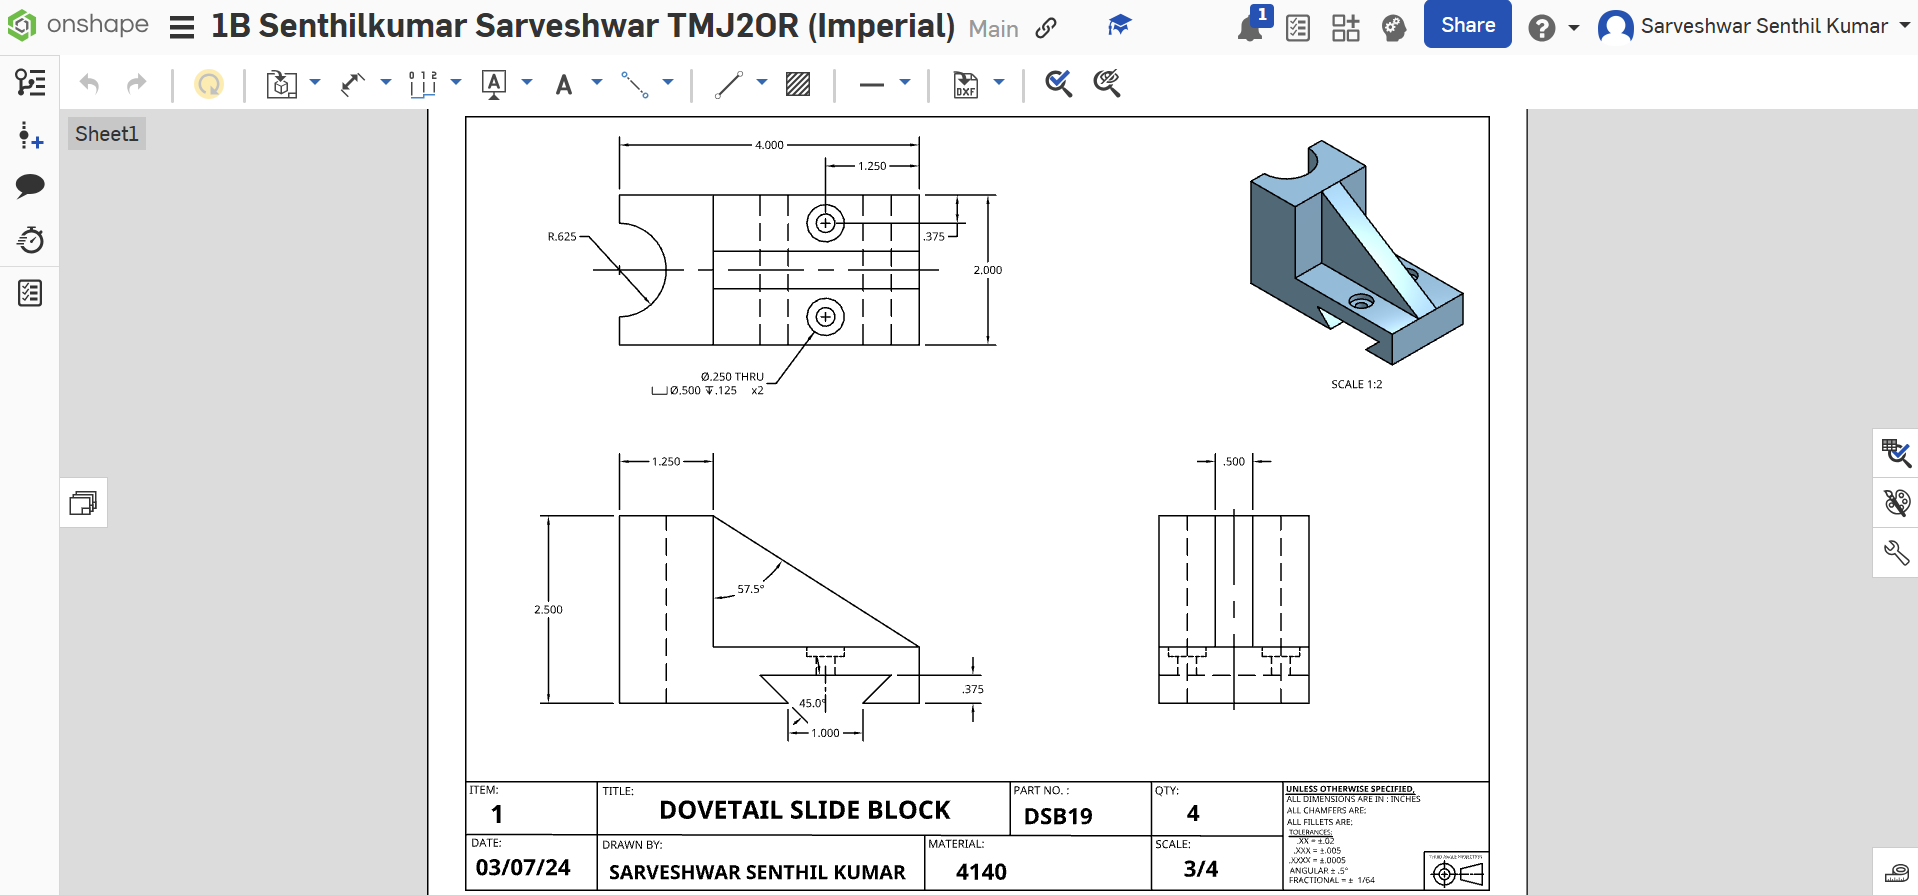 onshape
1B Senthilkumar Sarveshwar TMJ2OR (Imperial) Main
1
Share
Sarveshwar Senthil Kumar
0 1 2
A
A
DXF
Sheet1
4.000
1.250
R.625
.375
2.000
Ø.250 THRU
⌴Ø.500 ↧.125 x2
SCALE 1:2
1.250
.500
57.5°
2.500
.375
45.0°
1.000
ITEM:
1
TITLE:
DOVETAIL SLIDE BLOCK
PART NO. :
DSB19
QTY:
4
DATE:
03/07/24
DRAWN BY:
SARVESHWAR SENTHIL KUMAR
MATERIAL:
4140
SCALE:
3/4
UNLESS OTHERWISE SPECIFIED,
ALL DIMENSIONS ARE IN : INCHES
ALL CHAMFERS ARE:
ALL FILLETS ARE:
TOLERANCES:
.XX = ±.02
.XXX = ±.005
.XXXX = ±.0005
ANGULAR ± .5°
FRACTIONAL = ± 1/64
THIRD ANGLE PROJECTION